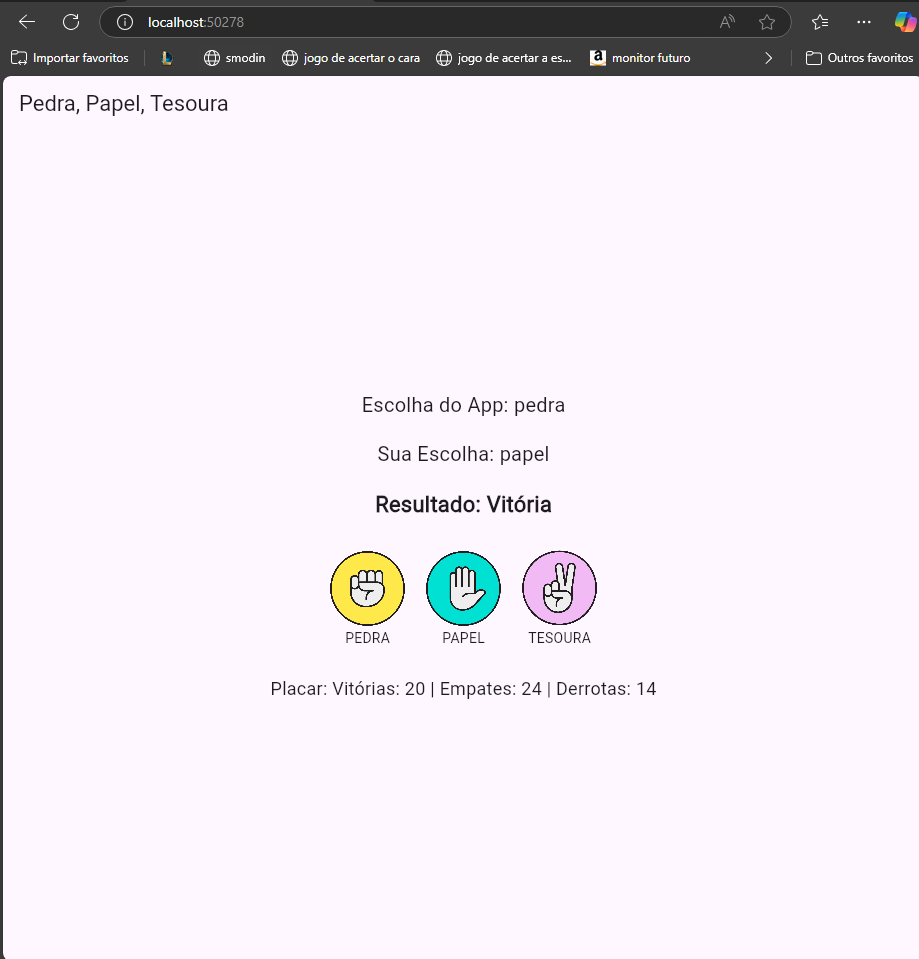 localhost:50278
Importar favoritos smodin jogo de acertar o cara jogo de acertar a es... monitor futuro Outros favoritos
Pedra, Papel, Tesoura
Escolha do App: pedra
Sua Escolha: papel
Resultado: Vitória
PEDRA PAPEL TESOURA
Placar: Vitórias: 20 | Empates: 24 | Derrotas: 14